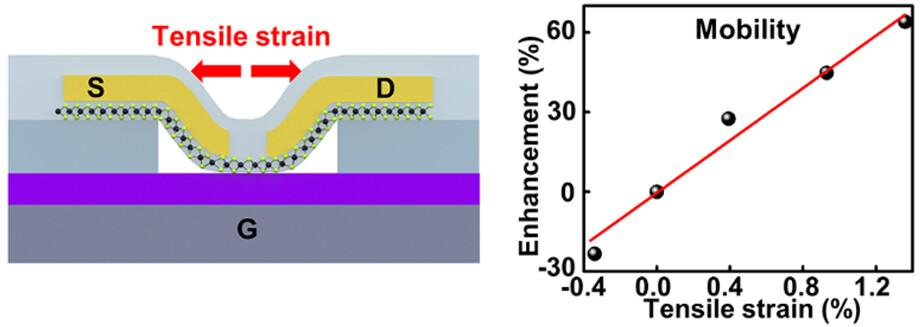 Tensile strain
S
D
G
Mobility
Enhancement (%)
60
30
0
-30
-0.4 0.0 0.4 0.8 1.2
Tensile strain (%)